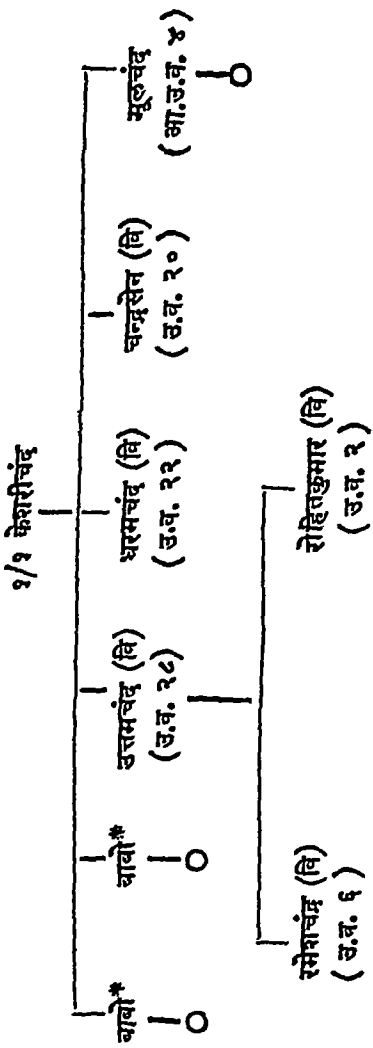 १/१ केशरीचंद
बाबो* बाबो* उत्तमचंद (वि) धरमचंद (वि) चन्द्रसेन (वि) मूलचंद
(उ.व. २८) (उ.व. २२) (उ.व. २०) (आ.उ.व. ४)
रमेशचंद्र (वि) रोहितकुमार (वि)
(उ.व. ६) (उ.व. २)